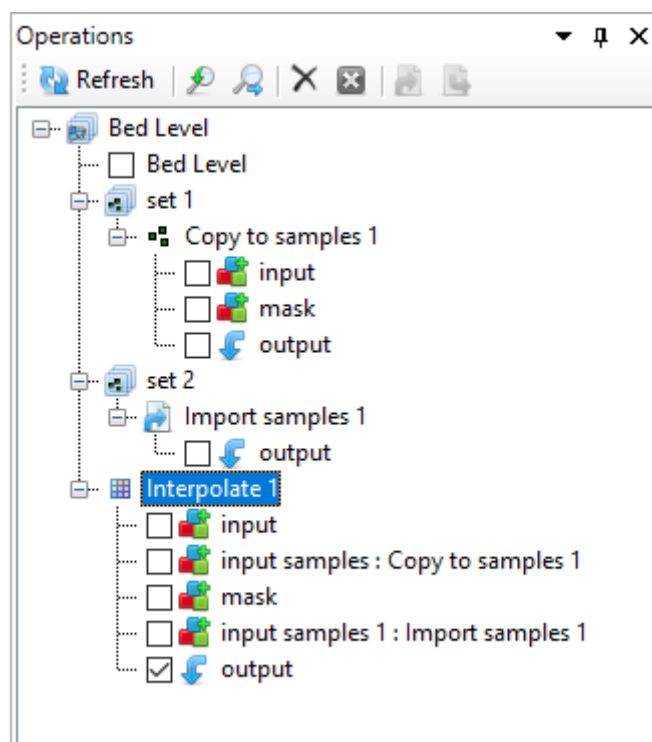 Operations
Refresh
Bed Level
Bed Level
set 1
Copy to samples 1
input
mask
output
set 2
Import samples 1
output
Interpolate 1
input
input samples : Copy to samples 1
mask
input samples 1 : Import samples 1
output